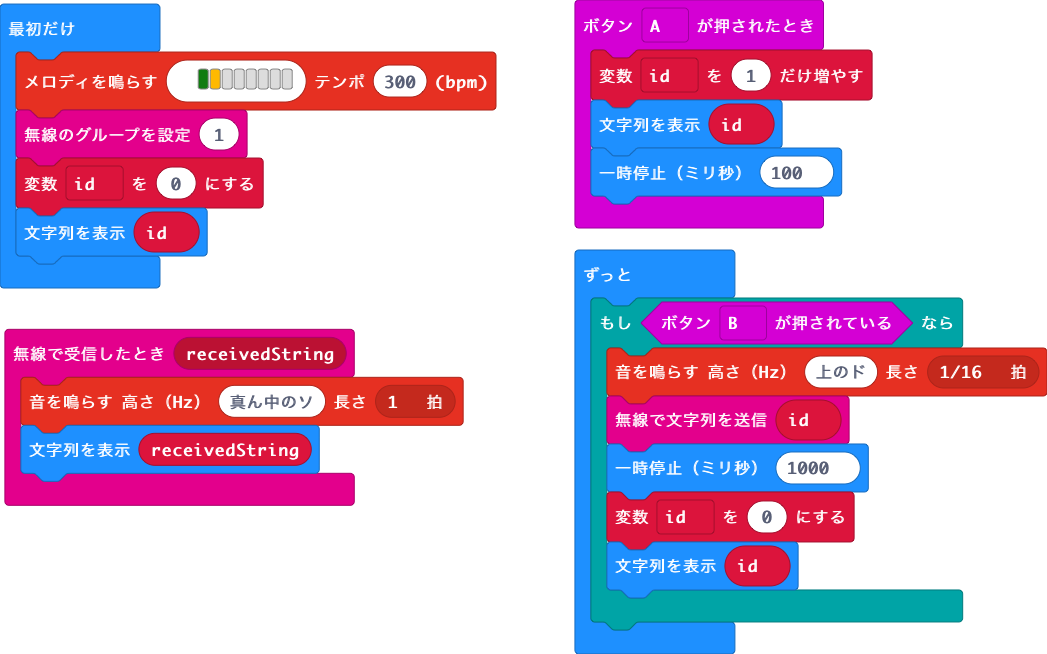 最初だけ
メロディを鳴らす テンポ 300 (bpm)
無線のグループを設定 1
変数 id を 0 にする
文字列を表示 id
無線で受信したとき receivedString
音を鳴らす 高さ（Hz） 真ん中のソ 長さ 1 拍
文字列を表示 receivedString
ボタン A が押されたとき
変数 id を 1 だけ増やす
文字列を表示 id
一時停止（ミリ秒） 100
ずっと
もし ボタン B が押されている なら
音を鳴らす 高さ（Hz） 上のド 長さ 1/16 拍
無線で文字列を送信 id
一時停止（ミリ秒） 1000
変数 id を 0 にする
文字列を表示 id